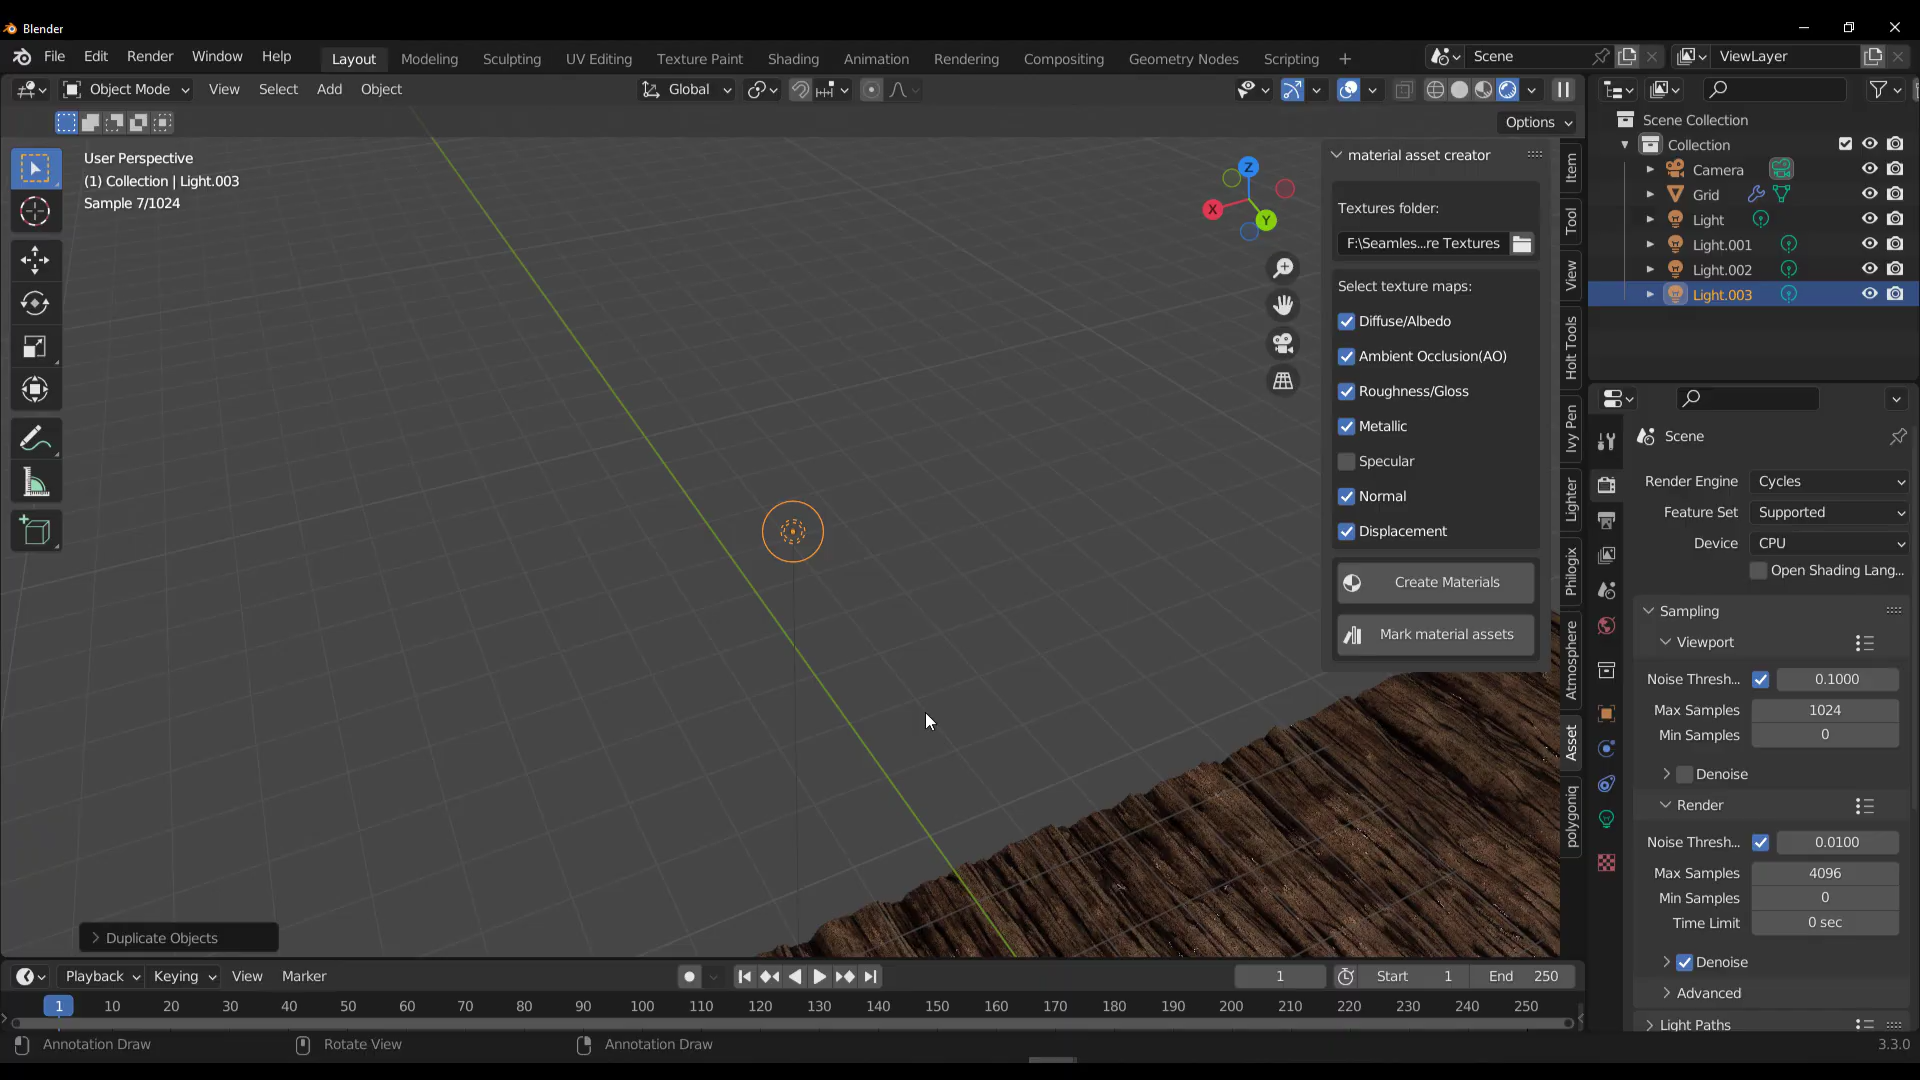 Blender
File Edit Render Window Help
Layout Modeling Sculpting UV Editing Texture Paint Shading Animation Rendering Compositing Geometry Nodes Scripting +
Scene
ViewLayer
Object Mode View Select Add Object
Global
Options
User Perspective
(1) Collection | Light.003
Sample 7/1024
Z
X
Y
material asset creator
Textures folder:
F:\Seamles...re Textures
Select texture maps:
Diffuse/Albedo
Ambient Occlusion(AO)
Roughness/Gloss
Metallic
Specular
Normal
Displacement
Create Materials
Mark material assets
Item
Tool
View
Holt Tools
Ivy Pen
Lighter
Philogix
Atmosphere
Asset
polygoniq
Scene Collection
Collection
Camera
Grid
Light
Light.001
Light.002
Light.003
Scene
Render Engine Cycles
Feature Set Supported
Device CPU
Open Shading Lang...
Sampling
Viewport
Noise Thresh... 0.1000
Max Samples 1024
Min Samples 0
Denoise
Render
Noise Thresh... 0.0100
Max Samples 4096
Min Samples 0
Time Limit 0 sec
Denoise
Advanced
Light Paths
Duplicate Objects
Playback Keying View Marker
1
Start 1 End 250
1 10 20 30 40 50 60 70 80 90 100 110 120 130 140 150 160 170 180 190 200 210 220 230 240 250
Annotation Draw Rotate View Annotation Draw
3.3.0